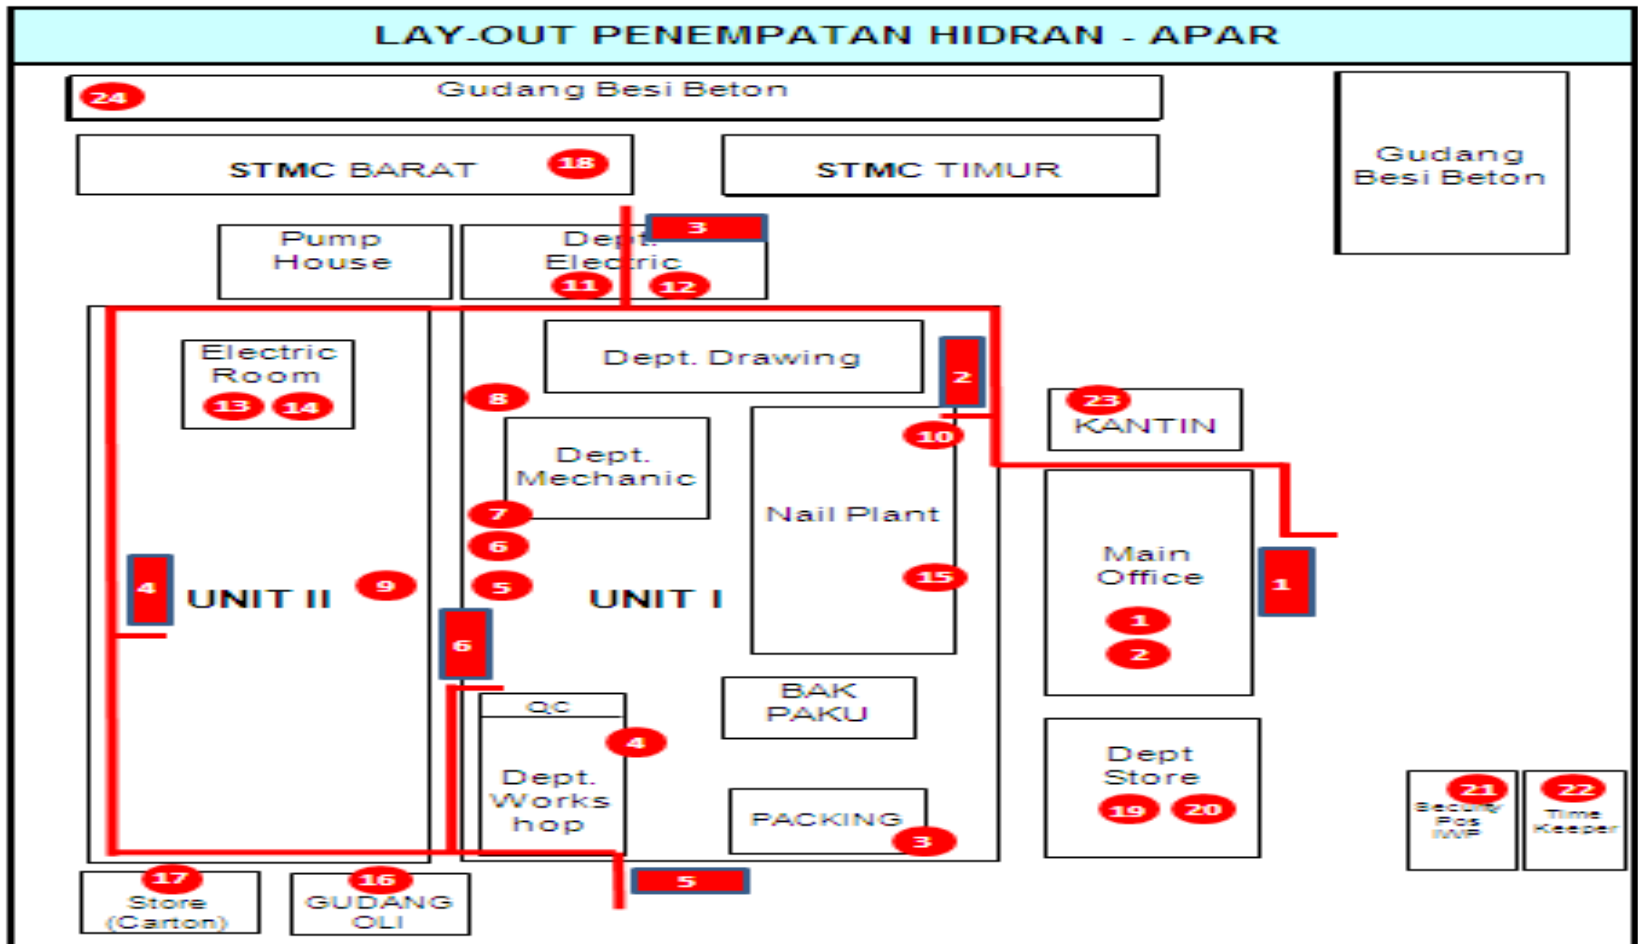 LAY-OUT PENEMPATAN HIDRAN - APAR
24
Gudang Besi Beton
Gudang
Besi Beton
STMC BARAT
18
STMC TIMUR
Pump
House
Dept.
Electric
3
11
12
Electric
Room
13
14
Dept. Drawing
2
8
23
KANTIN
10
Dept.
Mechanic
7
6
5
Nail Plant
15
4
UNIT II
9
UNIT I
6
Main
Office
1
2
1
QC
4
Dept.
Works
hop
BAK
PAKU
PACKING
3
Dept
Store
19
20
21
Security
Pos
IWP
22
Time
Keeper
17
Store
(Carton)
16
GUDANG
OLI
5